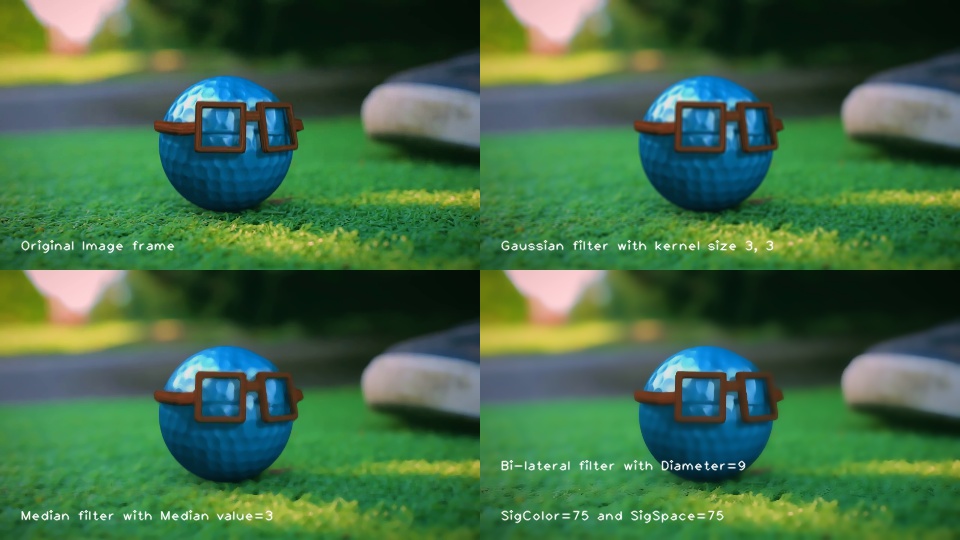 Original Image frame
Gaussian filter with kernel size 3, 3
Median filter with Median value=3
Bi-lateral filter with Diameter=9
SigColor=75 and SigSpace=75